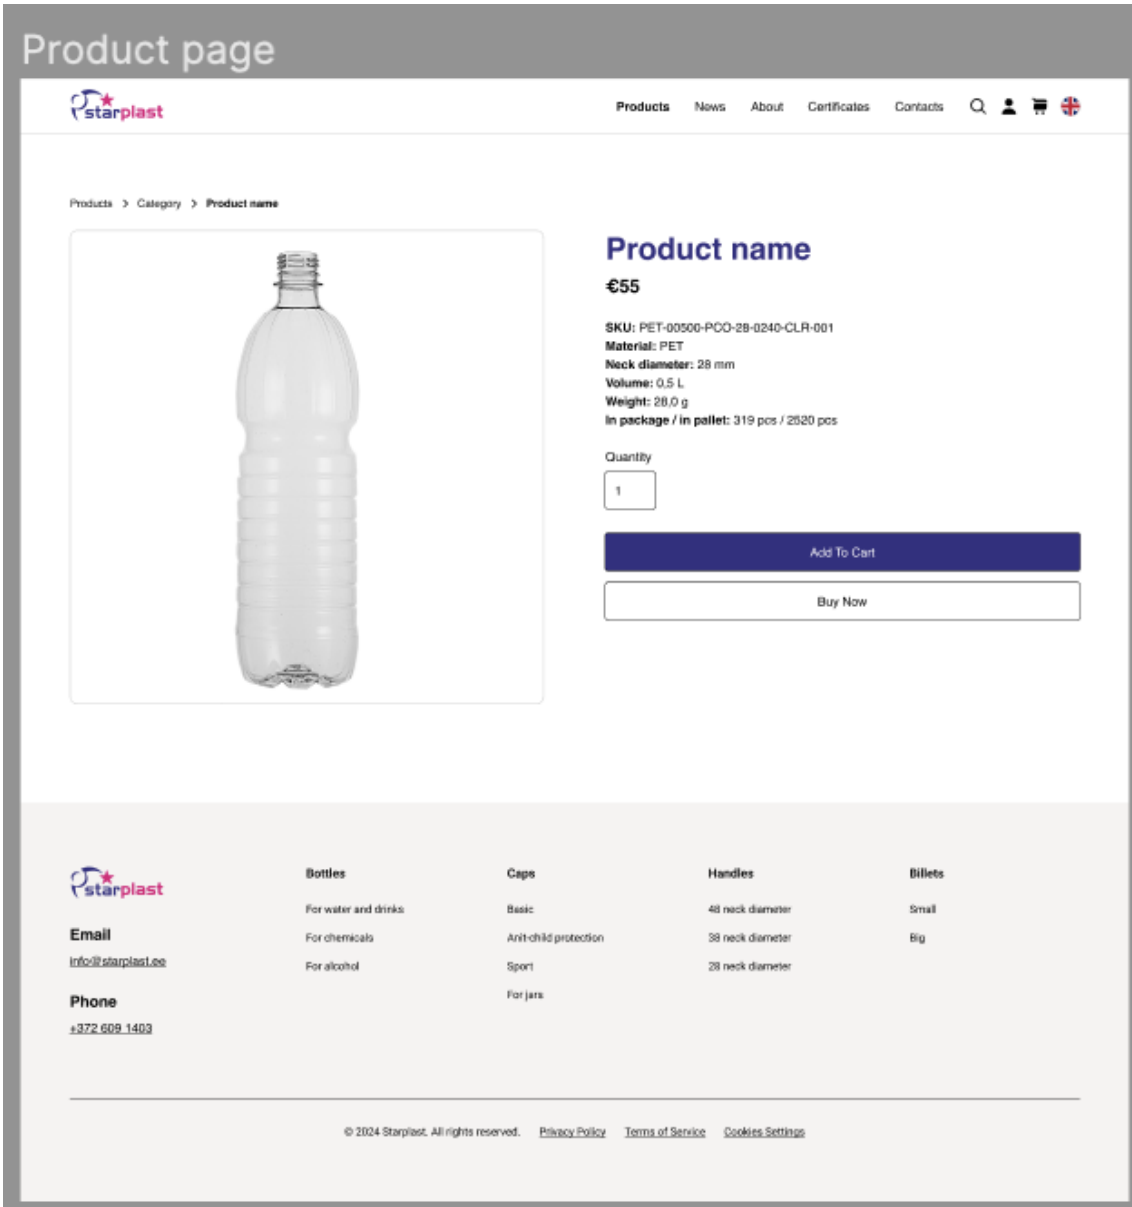 Product page
starplast
Products News About Certificates Contacts
Products > Category > Product name
Product name
€55
SKU: PET-00500-PCO-28-0240-CLR-001
Material: PET
Neck diameter: 28 mm
Volume: 0,5 L
Weight: 28,0 g
In package / in pallet: 319 pcs / 2520 pcs
Quantity
1
Add To Cart
Buy Now
starplast
Email
info@starplast.ee
Phone
+372 609 1403
Bottles
For water and drinks
For chemicals
For alcohol
Caps
Basic
Anit-child protection
Sport
For jars
Handles
48 neck diameter
38 neck diameter
28 neck diameter
Billets
Small
Big
© 2024 Starplast. All rights reserved. Privacy Policy Terms of Service Cookies Settings